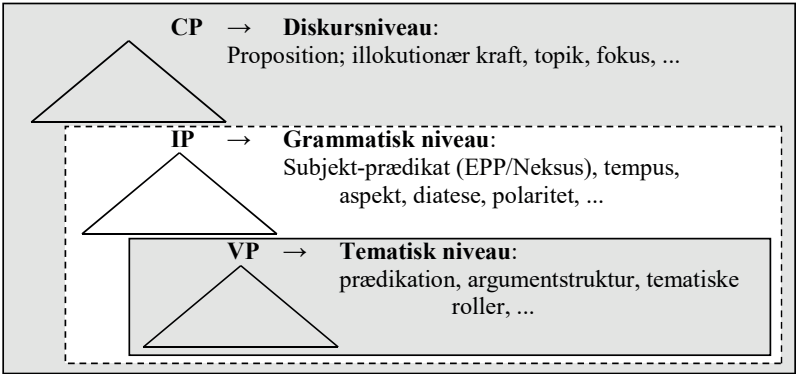 CP → Diskursniveau:
Proposition; illokutionær kraft, topik, fokus, ...
IP → Grammatisk niveau:
Subjekt-prædikat (EPP/Neksus), tempus,
aspekt, diatese, polaritet, ...
VP → Tematisk niveau:
prædikation, argumentstruktur, tematiske
roller, ...